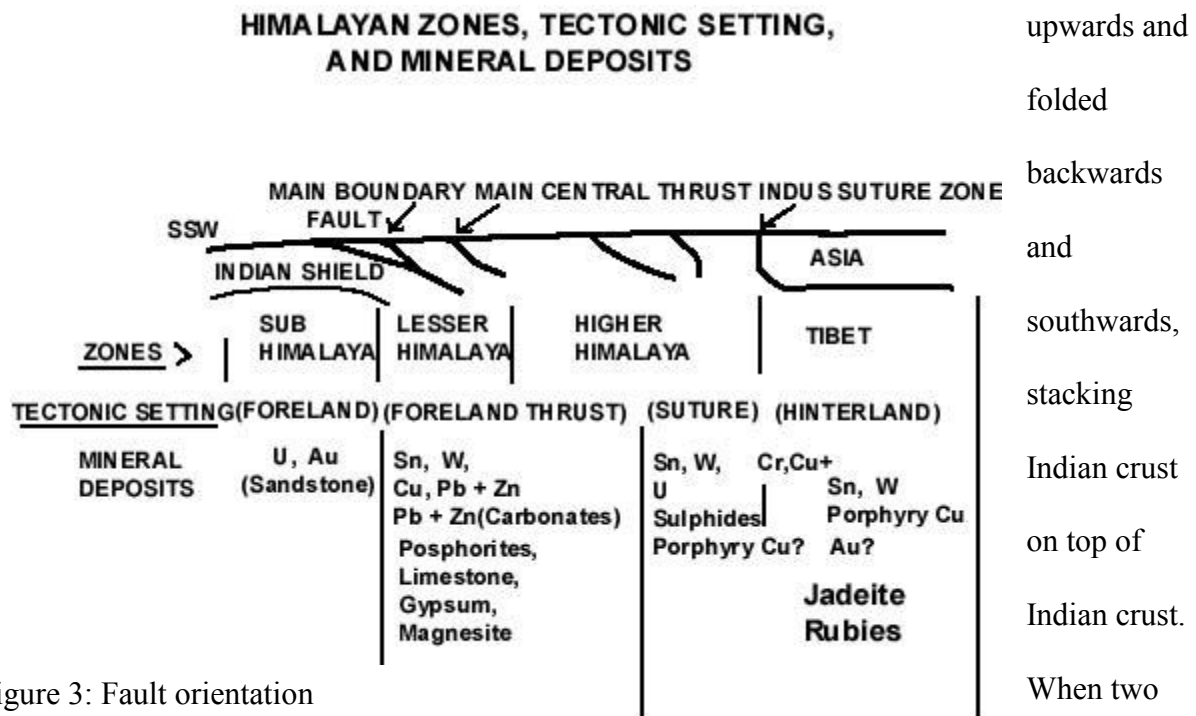 HIMALAYAN ZONES, TECTONIC SETTING,
AND MINERAL DEPOSITS
MAIN BOUNDARY MAIN CENTRAL THRUST INDUS SUTURE ZONE
FAULT
SSW
INDIAN SHIELD
ASIA
ZONES >
SUB
HIMALAYA
LESSER
HIMALAYA
HIGHER
HIMALAYA
TIBET
TECTONIC SETTING (FORELAND) (FORELAND THRUST) (SUTURE) (HINTERLAND)
MINERAL
DEPOSITS
U, Au
(Sandstone)
Sn, W,
Cu, Pb + Zn
Pb + Zn(Carbonates)
Posphorites,
Limestone,
Gypsum,
Magnesite
Sn, W,
U
Sulphides
Porphyry Cu?
Cr,Cu+
Sn, W
Porphyry Cu
Au?
Jadeite
Rubies
igure 3: Fault orientation
upwards and
folded
backwards
and
southwards,
stacking
Indian crust
on top of
Indian crust.
When two